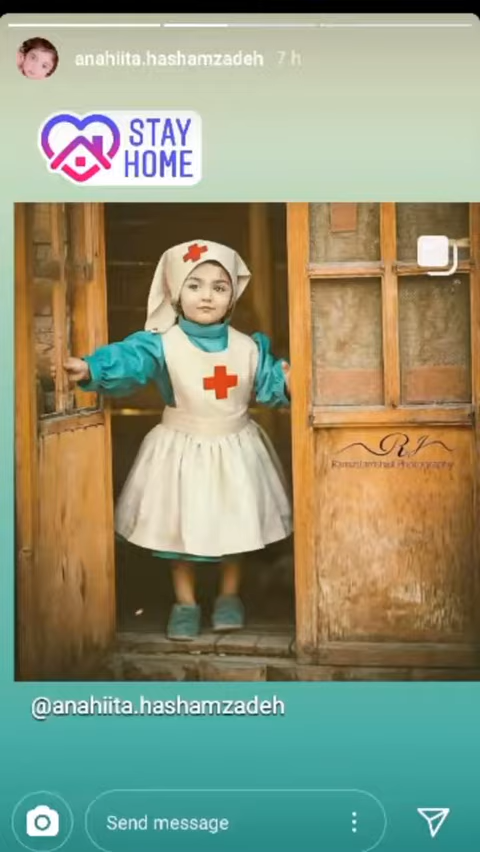 anahiita.hashamzadeh 7 h
STAY
HOME
RJ
@anahiita.hashamzadeh
Send message